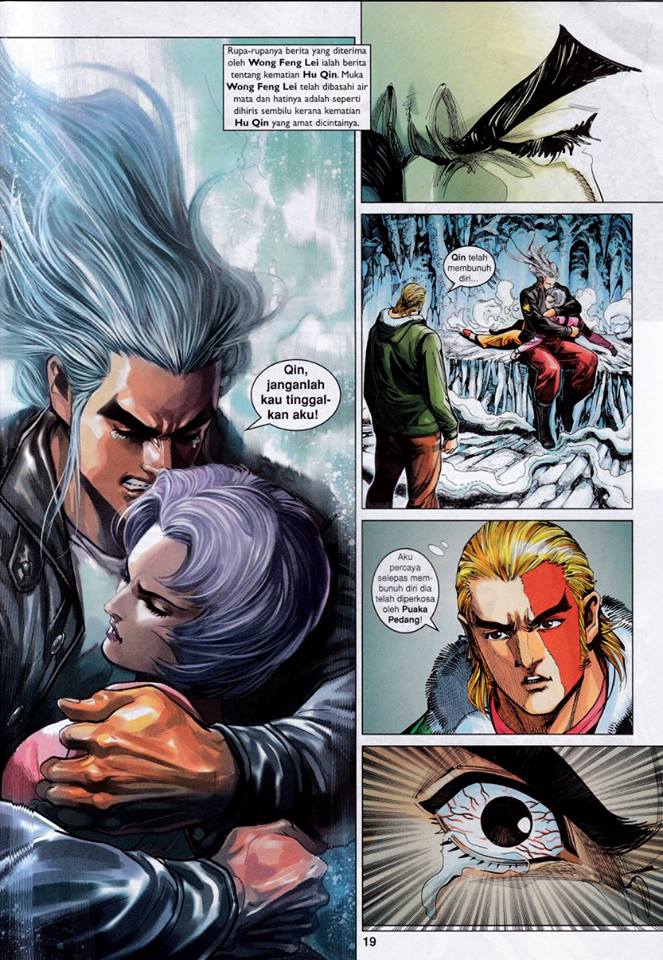 Rupa-rupanya berita yang diterima
oleh Wong Feng Lei ialah berita
tentang kematian Hu Qin. Muka
Wong Feng Lei telah dibasahi air
mata dan hatinya adalah seperti
dihiris sembilu kerana kematian
Hu Qin yang amat dicintainya.
Qin,
janganlah
kau tinggal-
kan aku!
Qin telah
membunuh
diri...
Aku
percaya
selepas mem-
bunuh diri dia
telah diperkosa
oleh Puaka
Pedang!
19